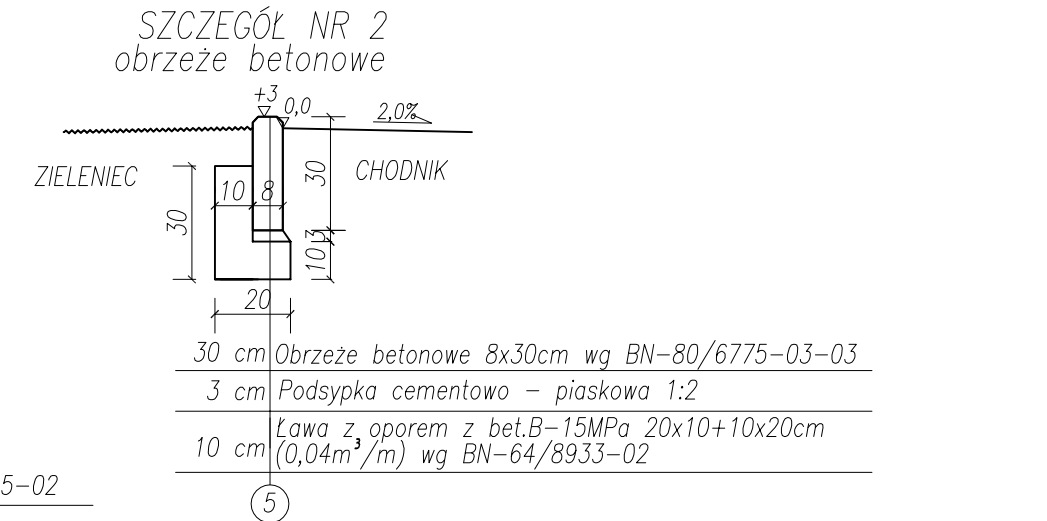 SZCZEGÓŁ NR 2
obrzeże betonowe
+3
0,0
2,0%
ZIELENIEC
CHODNIK
10 8
30
30
3
10
20
30 cm Obrzeże betonowe 8x30cm wg BN-80/6775-03-03
3 cm Podsypka cementowo - piaskowa 1:2
10 cm Ława z oporem z bet.B-15MPa 20x10+10x20cm
(0,04m³/m) wg BN-64/8933-02
5-02
5